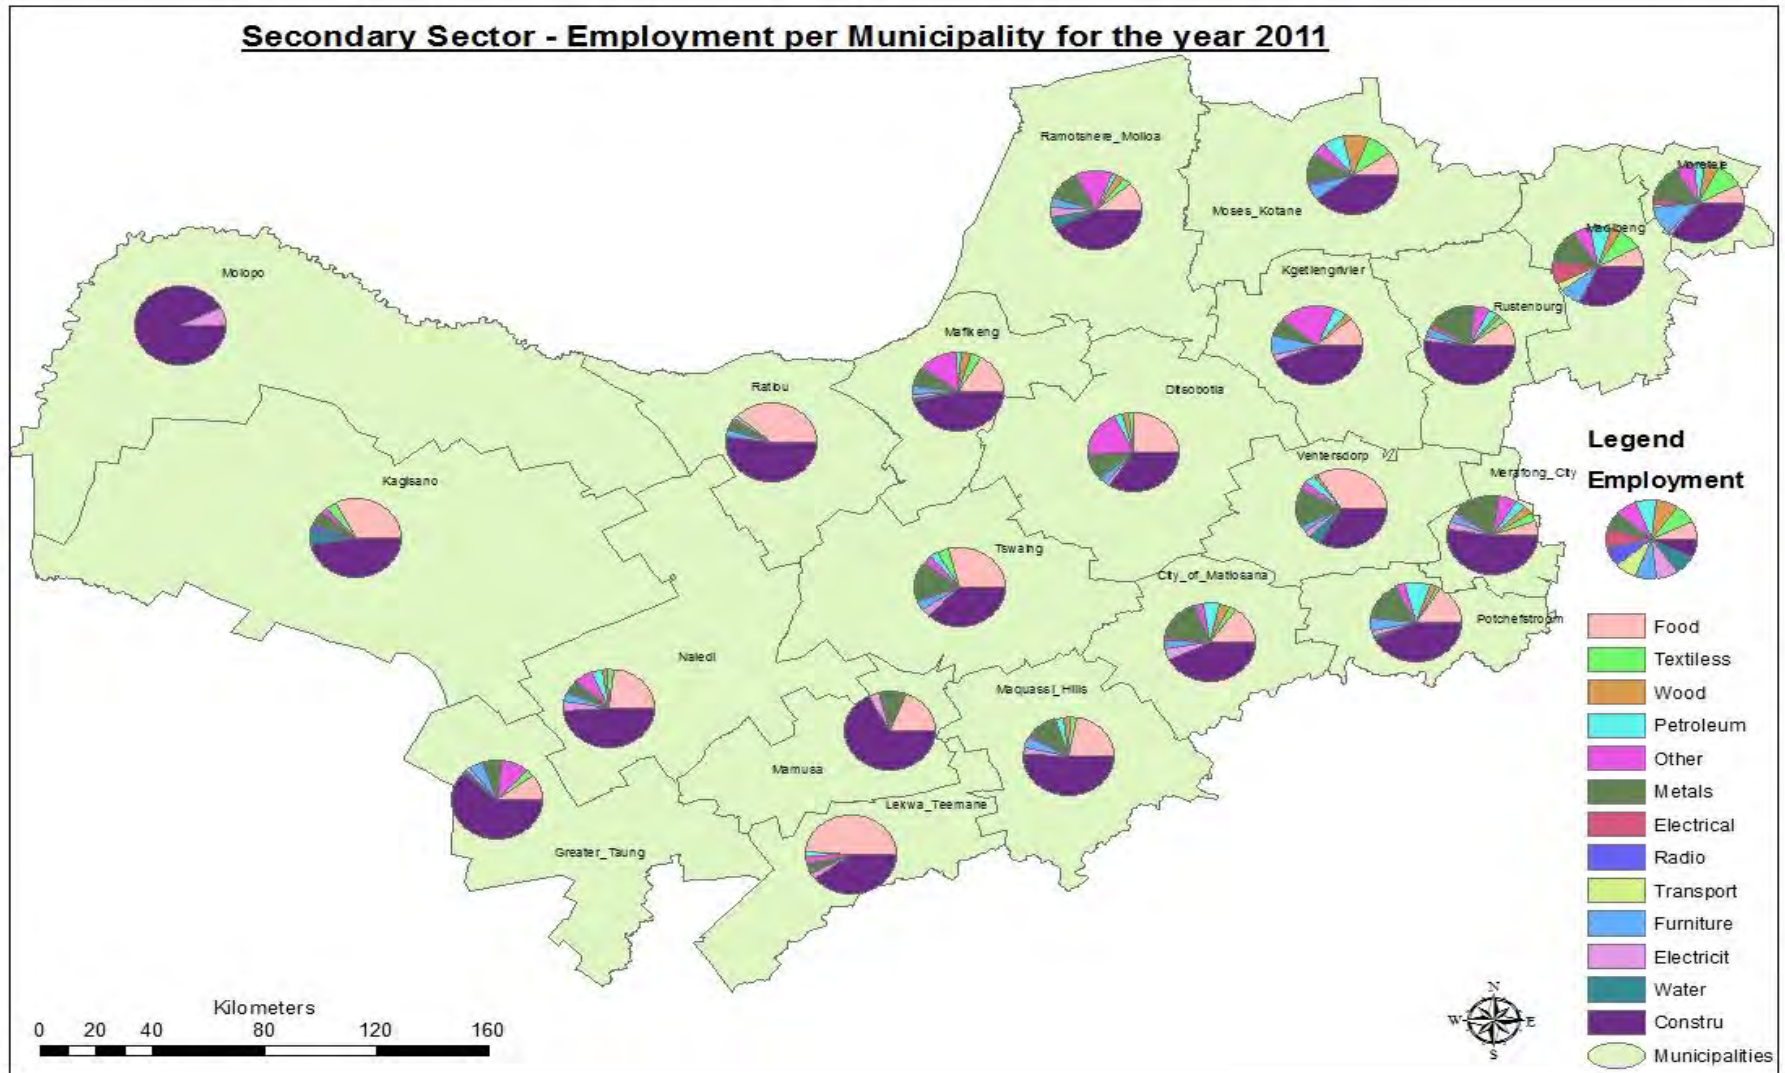 Secondary Sector - Employment per Municipality for the year 2011
Ramotshere_Moiloa
Moses_Kotane
Moretele
Madibeng
Molopo
Kgetlengrivier
Rustenburg
Mafikeng
Ratlou
Ditsobotla
Kagisano
Ventersdorp
Merafong_City
Tswaing
City_of_Matlosana
Potchefstroom
Naledi
Maquassi_Hills
Mamusa
Lekwa_Teemane
Greater_Taung
Legend
Employment
Food
Textiless
Wood
Petroleum
Other
Metals
Electrical
Radio
Transport
Furniture
Electricit
Water
Constru
Municipalities
Kilometers
0 20 40 80 120 160
N
W E
S